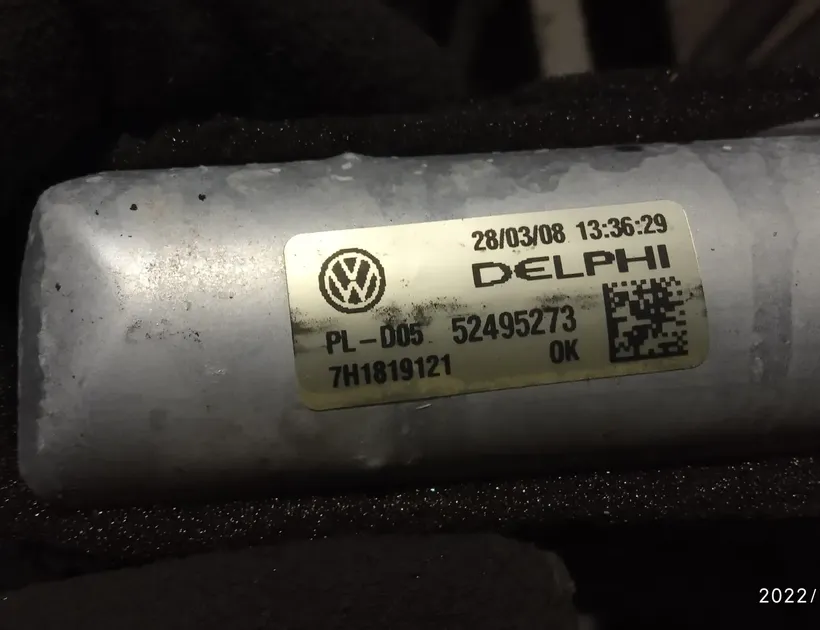 28/03/08 13:36:29
DELPHI
PL-D05 52495273
7H1819121 OK
2022/